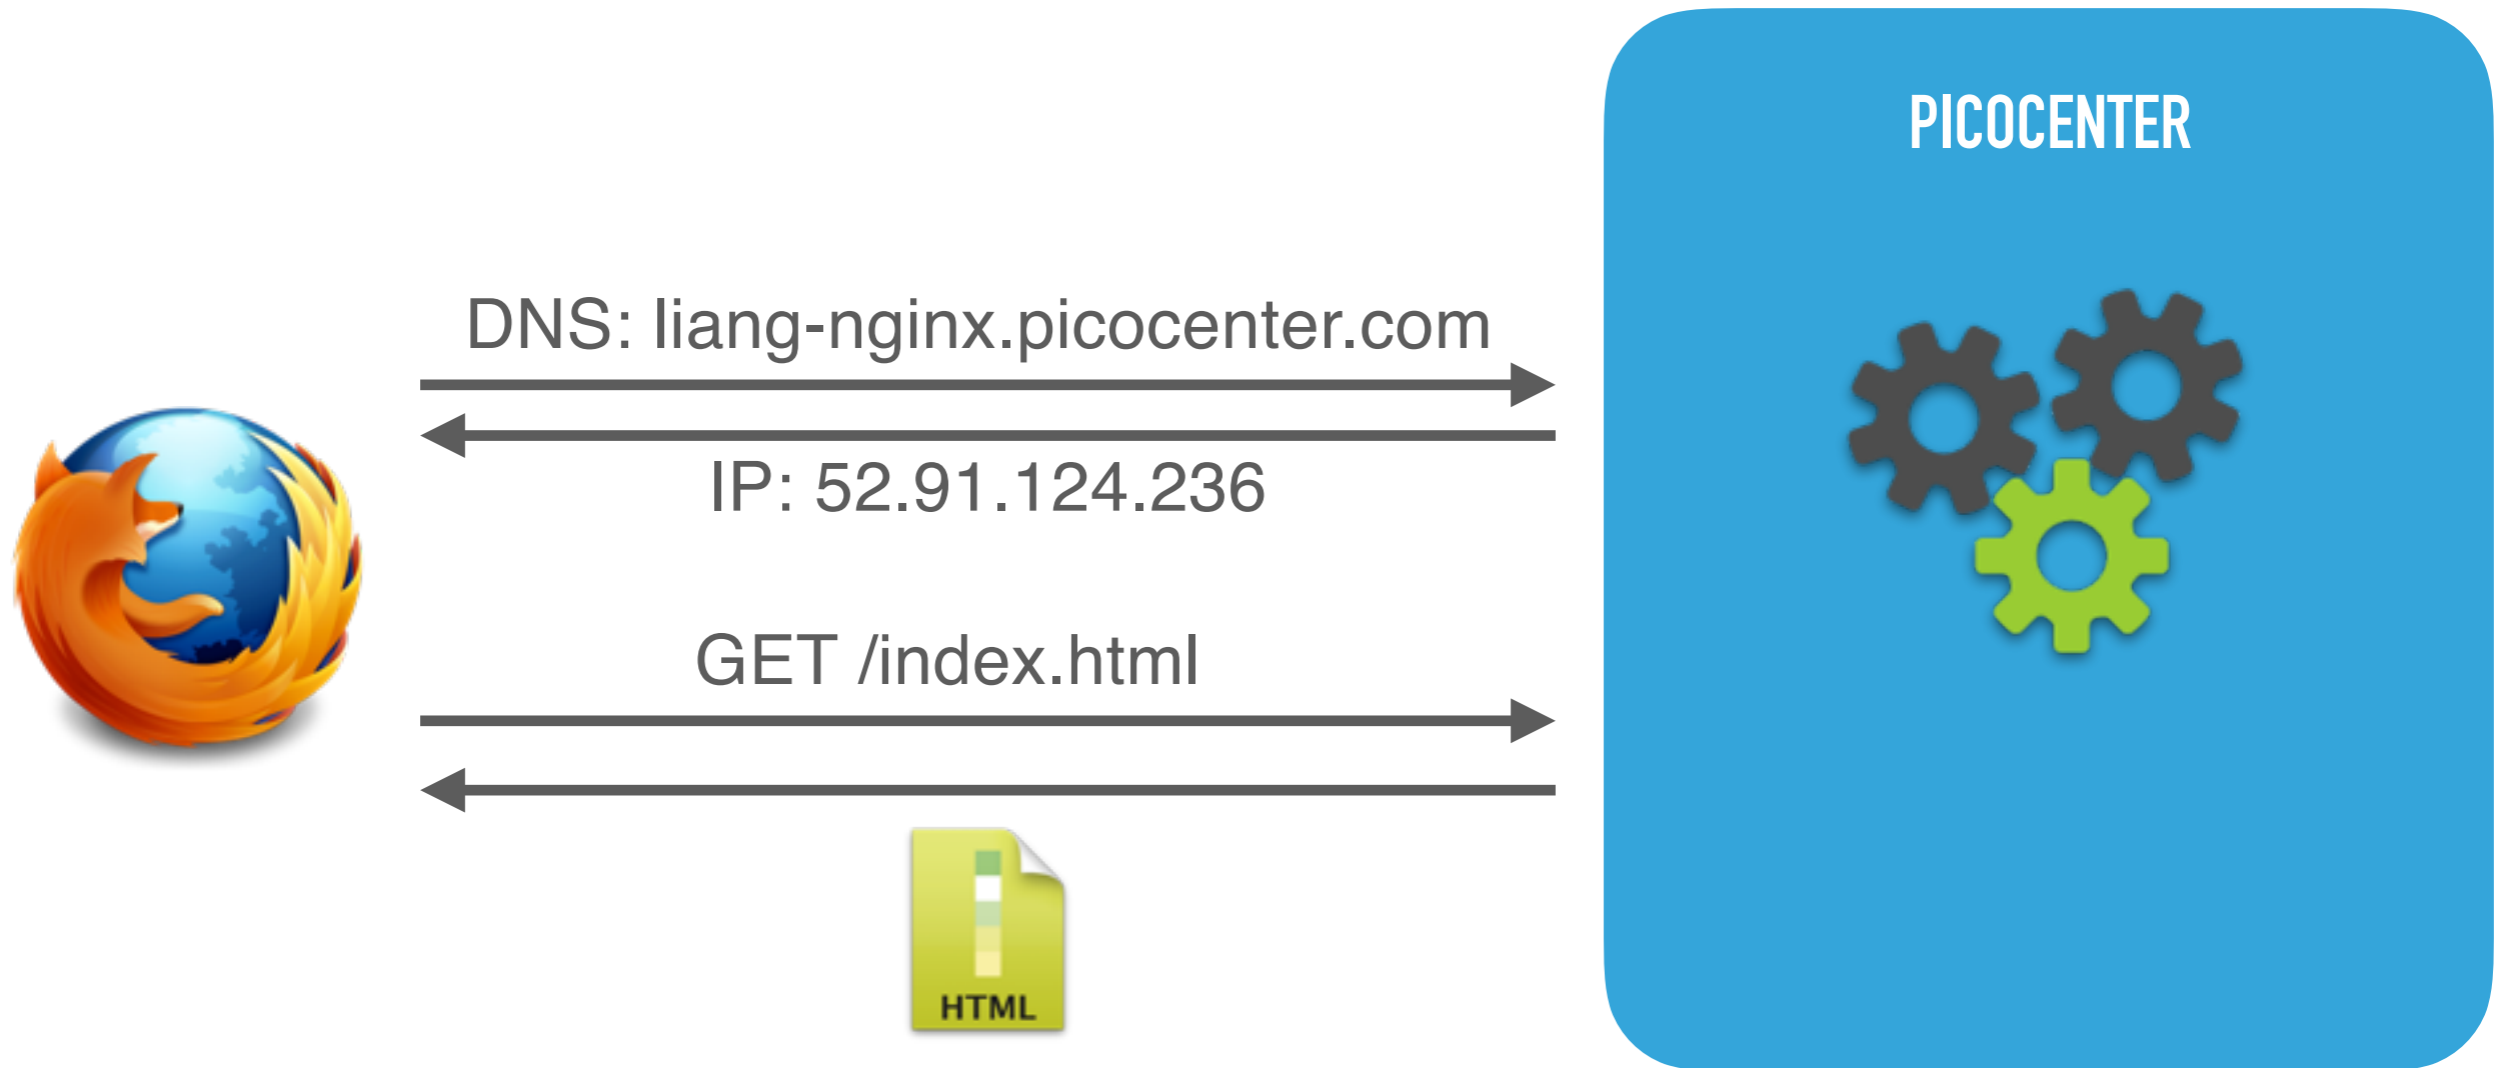 PICOCENTER
DNS: liang-nginx.picocenter.com
IP: 52.91.124.236
GET /index.html
HTML